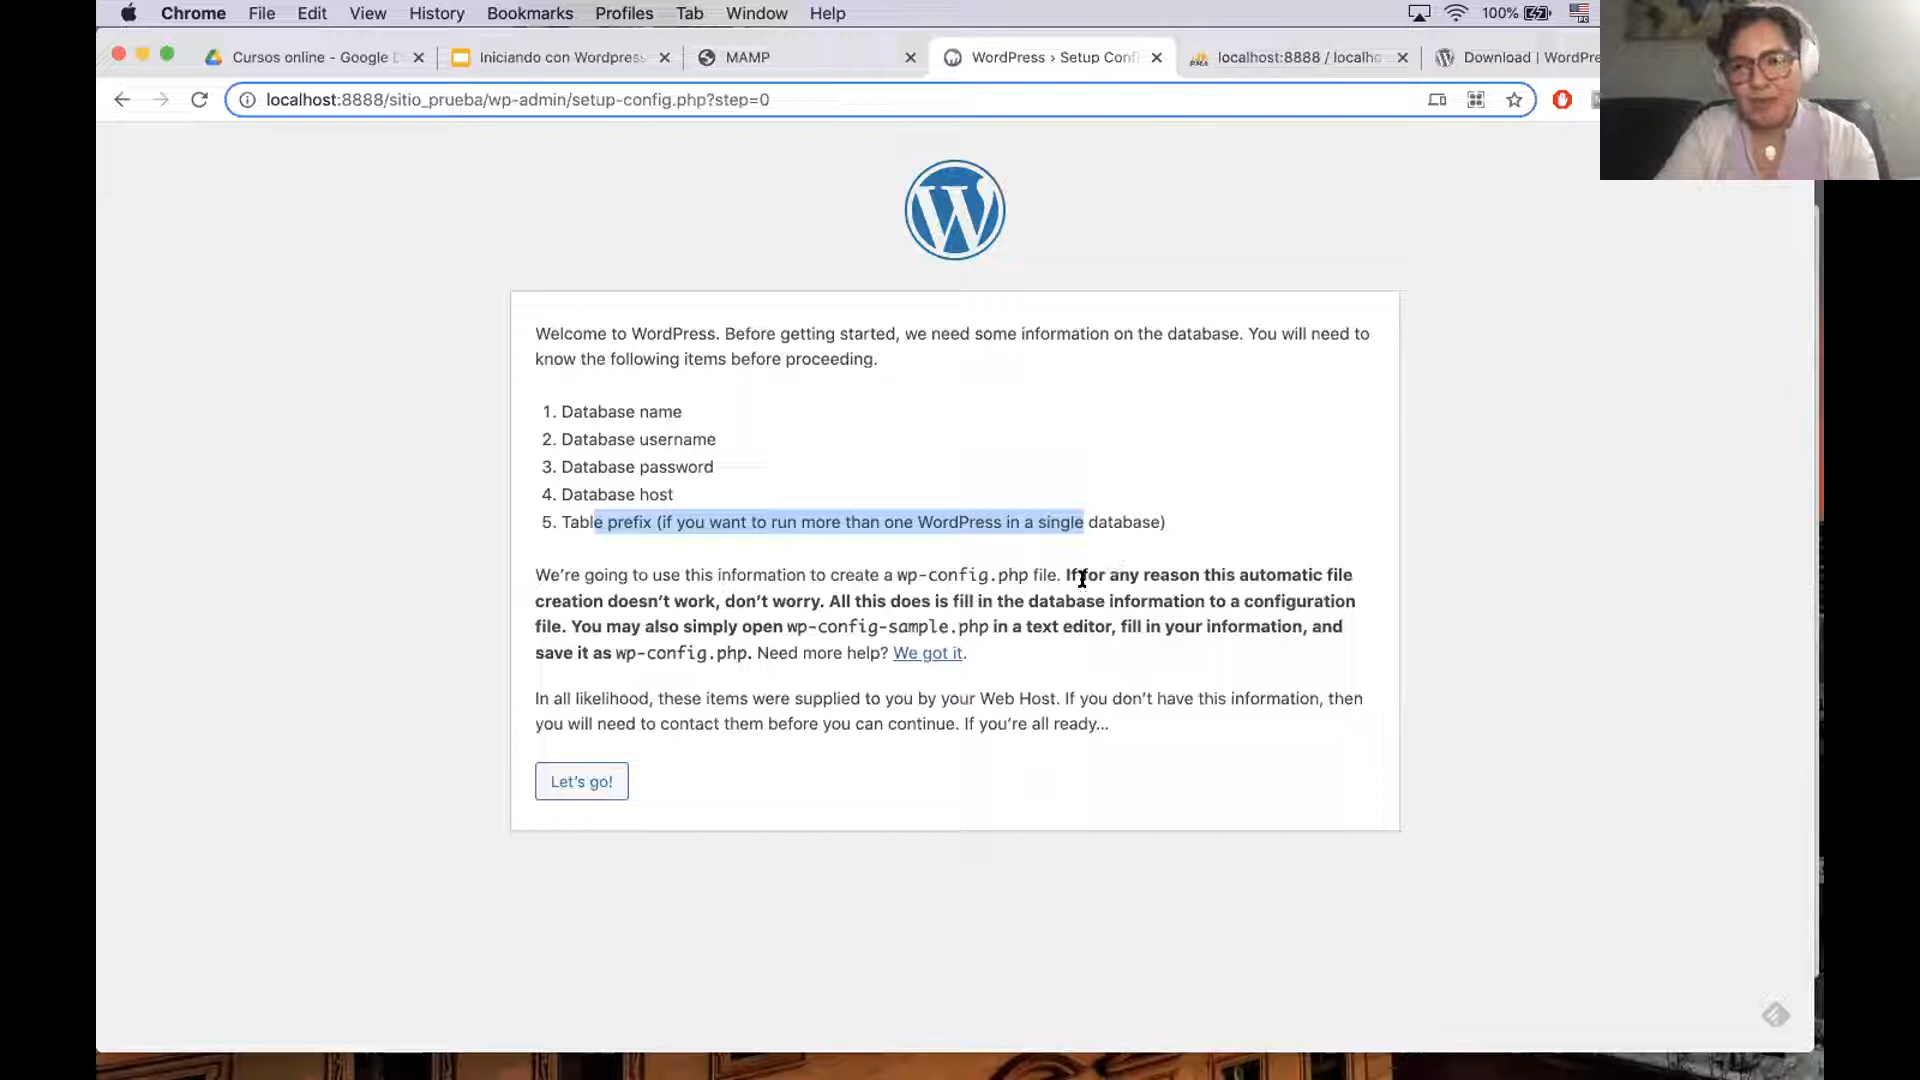 Chrome File Edit View History Bookmarks Profiles Tab Window Help 100%
Cursos online - Google Iniciando con Wordpress MAMP WordPress › Setup Confi localhost:8888 / localho Download | WordPre
localhost:8888/sitio_prueba/wp-admin/setup-config.php?step=0
Welcome to WordPress. Before getting started, we need some information on the database. You will need to
know the following items before proceeding.
1. Database name
2. Database username
3. Database password
4. Database host
5. Table prefix (if you want to run more than one WordPress in a single database)
We’re going to use this information to create a wp-config.php file. If for any reason this automatic file
creation doesn’t work, don’t worry. All this does is fill in the database information to a configuration
file. You may also simply open wp-config-sample.php in a text editor, fill in your information, and
save it as wp-config.php. Need more help? We got it.
In all likelihood, these items were supplied to you by your Web Host. If you don’t have this information, then
you will need to contact them before you can continue. If you’re all ready…
Let’s go!